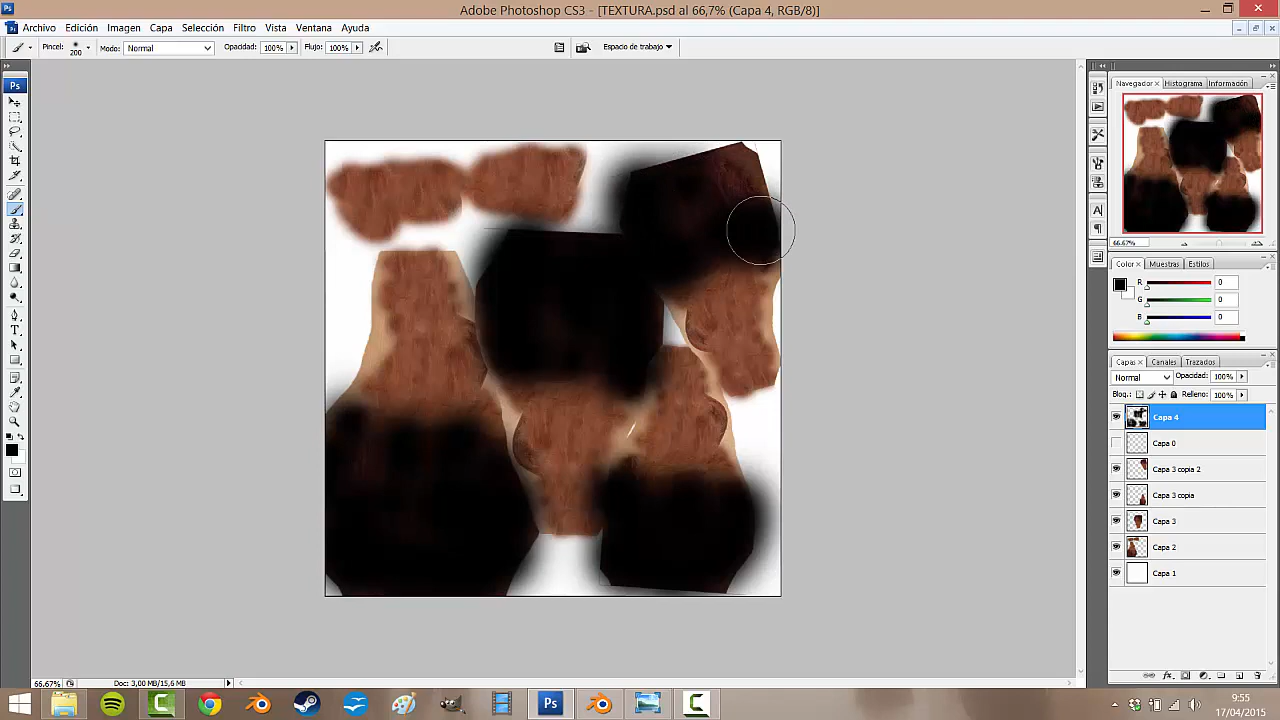 Adobe Photoshop CS3 - [TEXTURA.psd al 66,7% (Capa 4, RGB/8)]
Archivo Edición Imagen Capa Selección Filtro Vista Ventana Ayuda
Pincel: 200 Modo: Normal Opacidad: 100% Flujo: 100% Espacio de trabajo
Ps
Navegador Histograma Información
66.67%
Color Muestras Estilos
R 0
G 0
B 0
Capas Canales Trazados
Normal Opacidad: 100%
Bloq.: Relleno: 100%
Capa 4
Capa 0
Capa 3 copia 2
Capa 3 copia
Capa 3
Capa 2
Capa 1
66.67% Doc: 3,00 MB/15,6 MB
Ps
9:55
17/04/2015